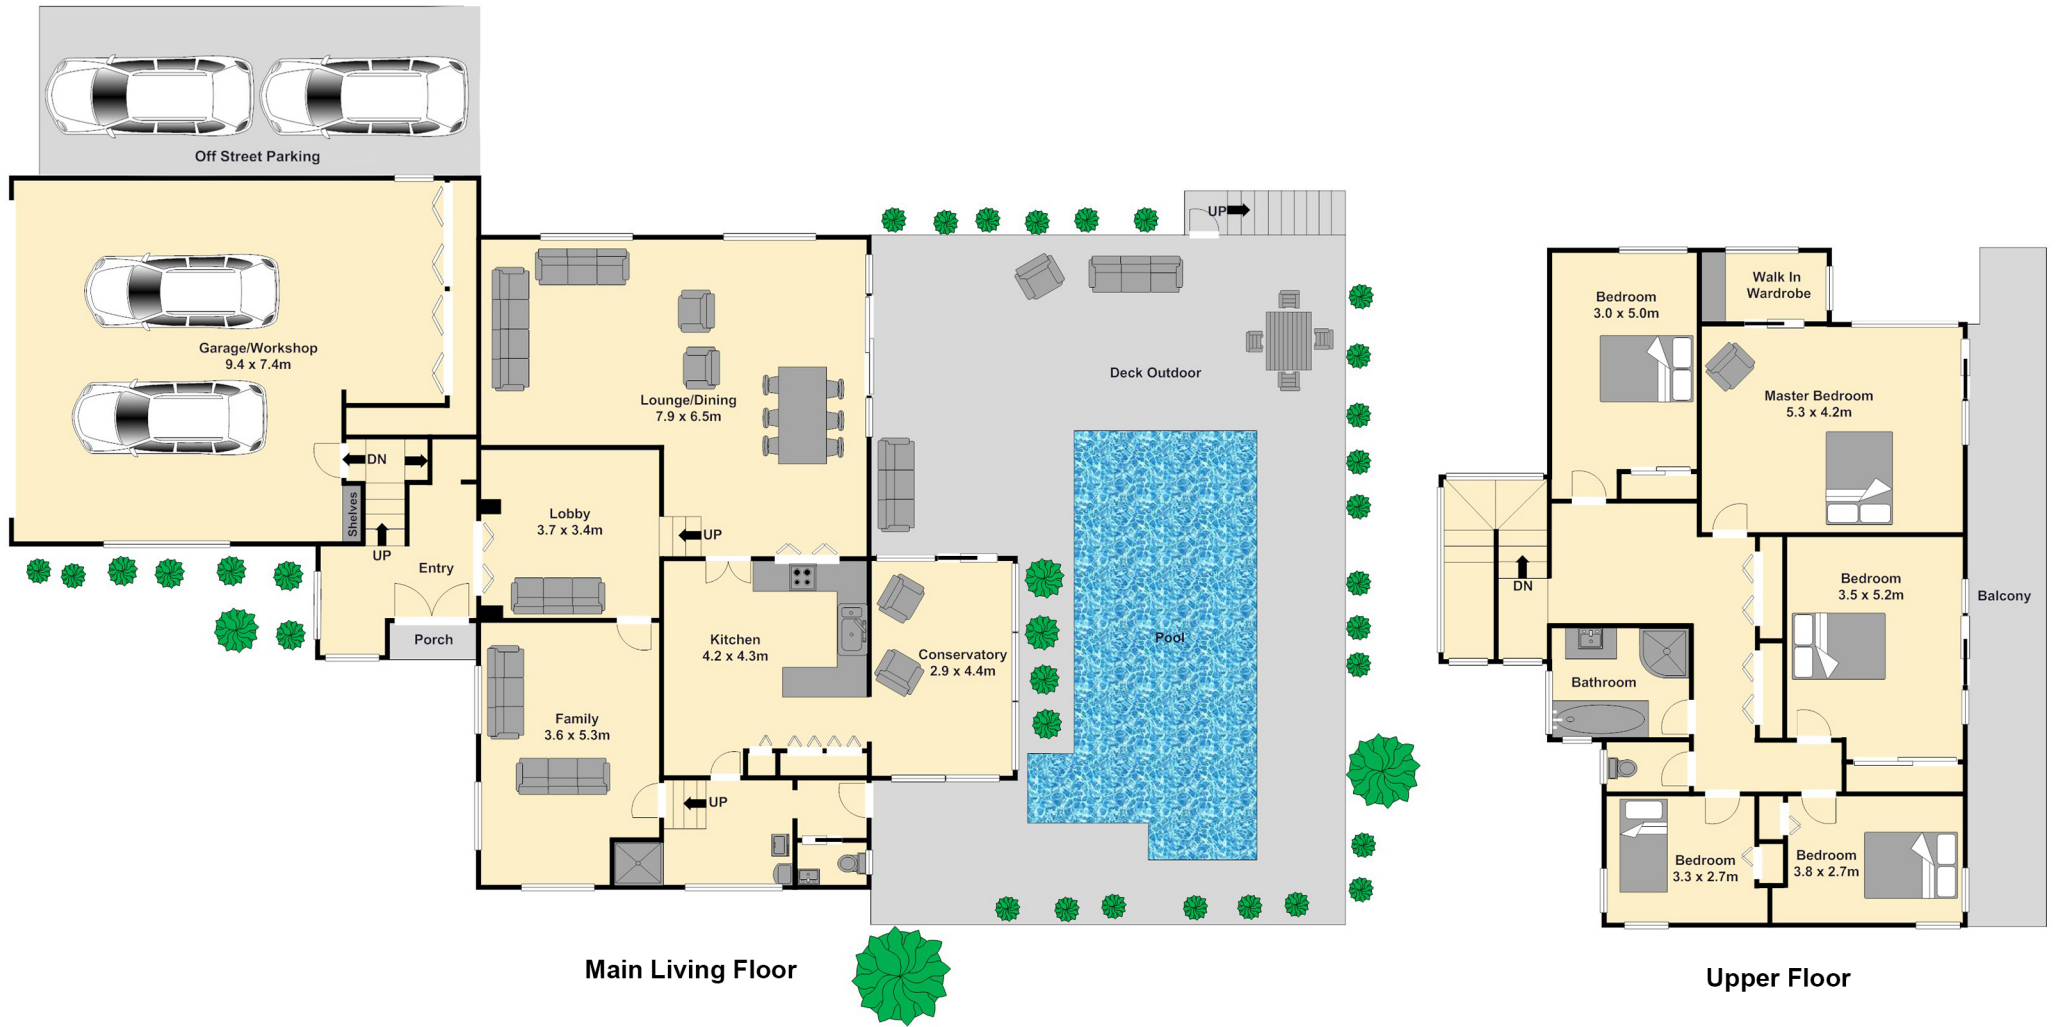 Off Street Parking
Garage/Workshop
9.4 x 7.4m
DN
Shelves
UP
Entry
Porch
Lobby
3.7 x 3.4m
Lounge/Dining
7.9 x 6.5m
UP
Family
3.6 x 5.3m
Kitchen
4.2 x 4.3m
UP
Conservatory
2.9 x 4.4m
UP
Deck Outdoor
Pool
Main Living Floor
Bedroom
3.0 x 5.0m
Walk In
Wardrobe
Master Bedroom
5.3 x 4.2m
DN
Bedroom
3.5 x 5.2m
Balcony
Bathroom
Bedroom
3.3 x 2.7m
Bedroom
3.8 x 2.7m
Upper Floor